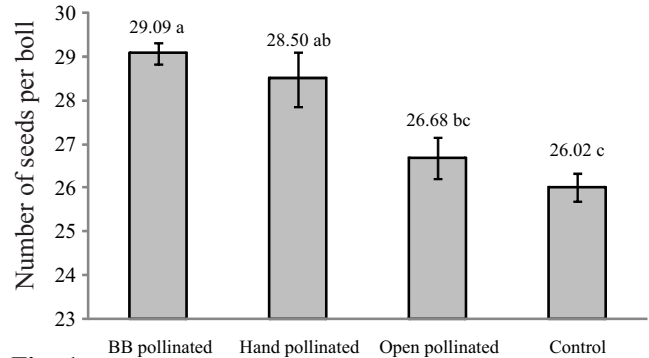 Number of seeds per boll
30
29
28
27
26
25
24
23
29.09 a
28.50 ab
26.68 bc
26.02 c
BB pollinated
Hand pollinated
Open pollinated
Control